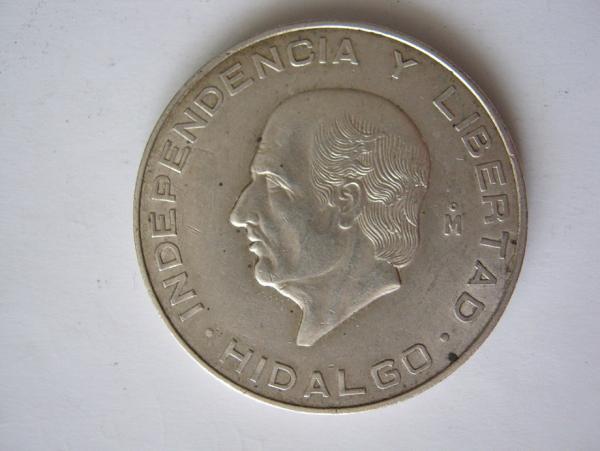 INDEPENDENCIA Y LIBERTAD
· HIDALGO ·
M̊